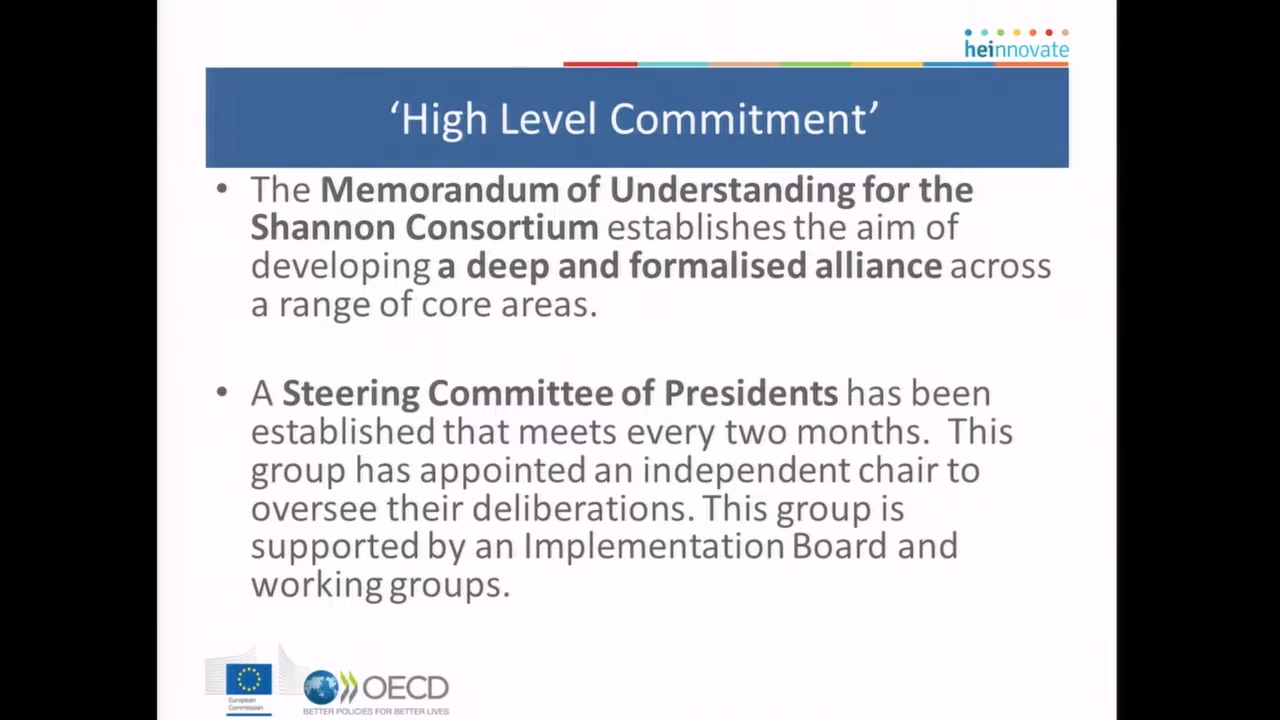 heinnovate
‘High Level Commitment’
• The Memorandum of Understanding for the
Shannon Consortium establishes the aim of
developing a deep and formalised alliance across
a range of core areas.
• A Steering Committee of Presidents has been
established that meets every two months. This
group has appointed an independent chair to
oversee their deliberations. This group is
supported by an Implementation Board and
working groups.
European
Commission
OECD
BETTER POLICIES FOR BETTER LIVES